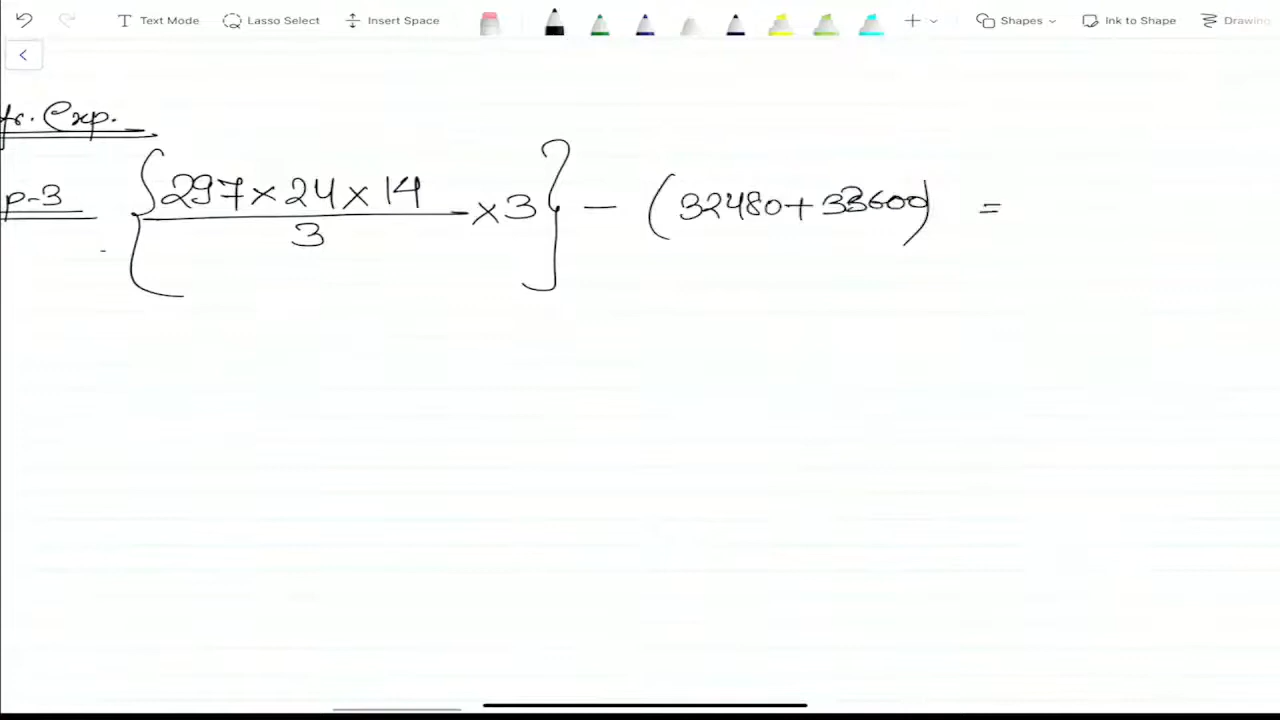 Text Mode Lasso Select Insert Space Shapes Ink to Shape Drawing
Exp.
p-3 {297×24×14/3 ×3} − (32480+33600) =